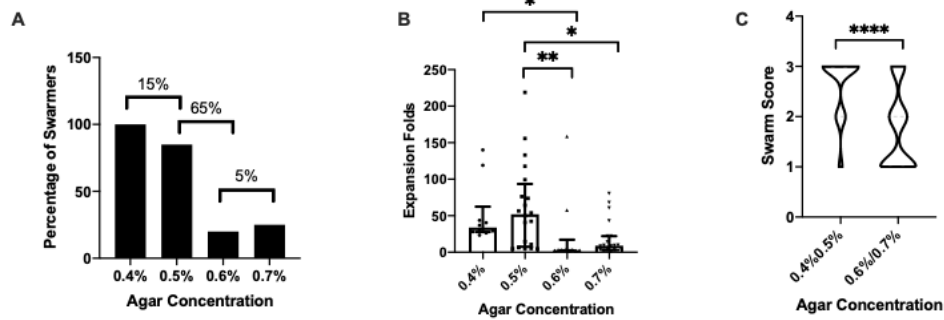 A
Percentage of Swarmers
150
100
50
0
15%
65%
5%
0.4% 0.5% 0.6% 0.7%
Agar Concentration
B
Expansion Folds
250
200
150
100
50
0
*
*
**
0.4% 0.5% 0.6% 0.7%
Agar Concentration
C
Swarm Score
4
3
2
1
0
****
0.4%0.5% 0.6%/0.7%
Agar Concentration